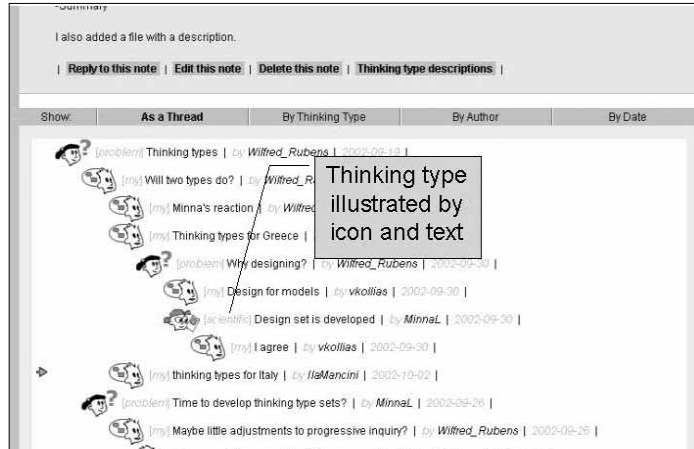 -Summary
I also added a file with a description.
| Reply to this note | Edit this note | Delete this note | Thinking type descriptions |
Show: As a Thread By Thinking Type By Author By Date
[problem] Thinking types | by Wilfred_Rubens | 2002-09-19 |
[my] Will two types do? | by Wilfred_R
[my] Minna's reaction | by Wilfred
[my] Thinking types for Greece |
[problem] Why designing? | by Wilfred_Rubens | 2002-09-30 |
[my] Design for models | by vkollias | 2002-09-30 |
[scientific] Design set is developed | by MinnaL | 2002-09-30 |
[my] I agree | by vkollias | 2002-09-30 |
[my] thinking types for Italy | by IlaMancini | 2002-10-02 |
[problem] Time to develop thinking type sets? | by MinnaL | 2002-09-26 |
[my] Maybe little adjustments to progressive inquiry? | by Wilfred_Rubens | 2002-09-26 |
Thinking type
illustrated by
icon and text